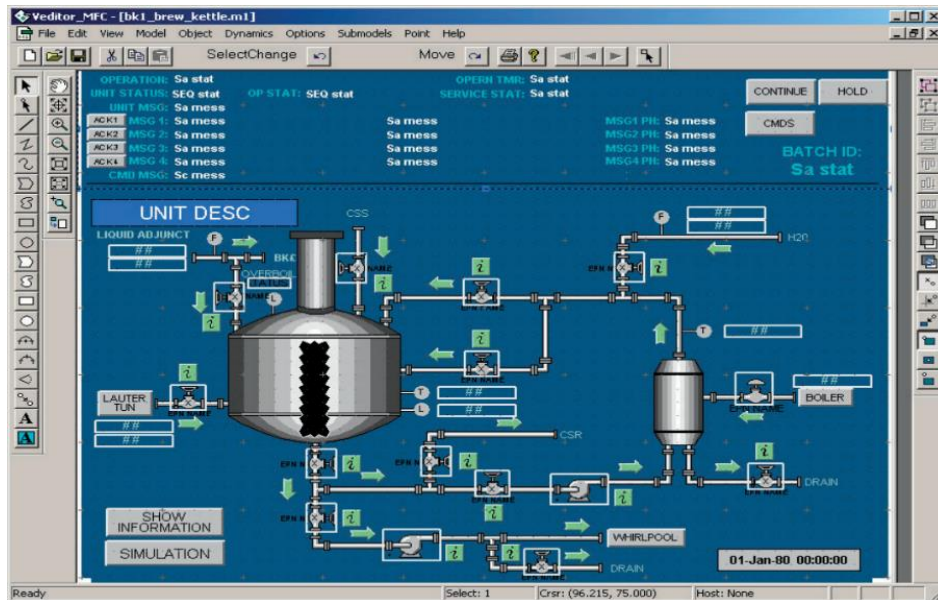 Veditor_MFC - [bk1_brew_kettle.m1]
File Edit View Model Object Dynamics Options Submodels Point Help
SelectChange Move
OPERATION: Sa stat OPERN TMR: Sa stat
UNIT STATUS: SEQ stat OP STAT: SEQ stat SERVICE STAT: Sa stat
CONTINUE HOLD
UNIT MSG: Sa mess
ACK1 MSG 1: Sa mess Sa mess MSG1 PH: Sa mess
CMDS
ACK2 MSG 2: Sa mess Sa mess MSG2 PH: Sa mess
ACK3 MSG 3: Sa mess Sa mess MSG3 PH: Sa mess
ACK4 MSG 4: Sa mess Sa mess MSG4 PH: Sa mess
BATCH ID:
CMD MSG: Sc mess
Sa stat
UNIT DESC
CSS
LIQUID ADJUNCT
F
##
##
F
##
##
H20
OVERBOIL
L
i
i
i
i
T
##
i
i
T
##
L
##
LAUTER
TUN
##
##
##
BOILER
CSR
i
i
i
i
i
DRAIN
i
SHOW
INFORMATION
SIMULATION
i
i
WHIRLPOOL
DRAIN
01-Jan-80 00:00:00
A
A
Ready Select: 1 Crsr: (96.215, 75.000) Host: None